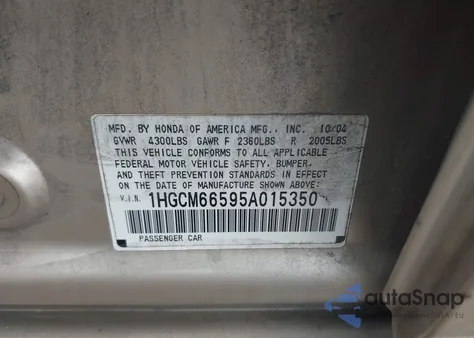 MFD. BY HONDA OF AMERICA MFG., INC. 10/04
GVWR 4300LBS GAWR F 2360LBS R 2005LBS
THIS VEHICLE CONFORMS TO ALL APPLICABLE
FEDERAL MOTOR VEHICLE SAFETY, BUMPER,
AND THEFT PREVENTION STANDARDS IN EFFECT
ON THE DATE OF MANUFACTURE SHOWN ABOVE.
V.I.N. 1HGCM66595A015350
PASSENGER CAR
autoSnap